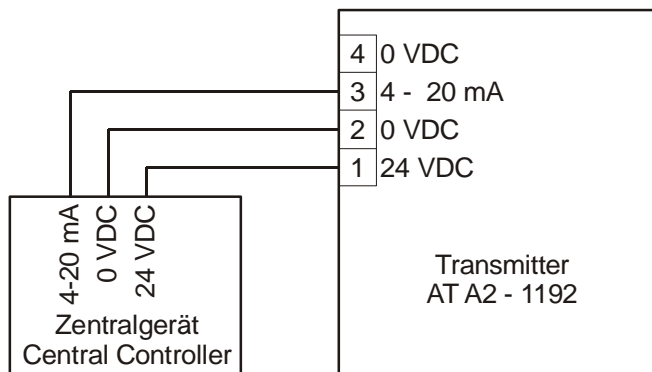 4 0 VDC
3 4 - 20 mA
2 0 VDC
1 24 VDC
4-20 mA
0 VDC
24 VDC
Zentralgerät
Central Controller
Transmitter
AT A2 - 1192